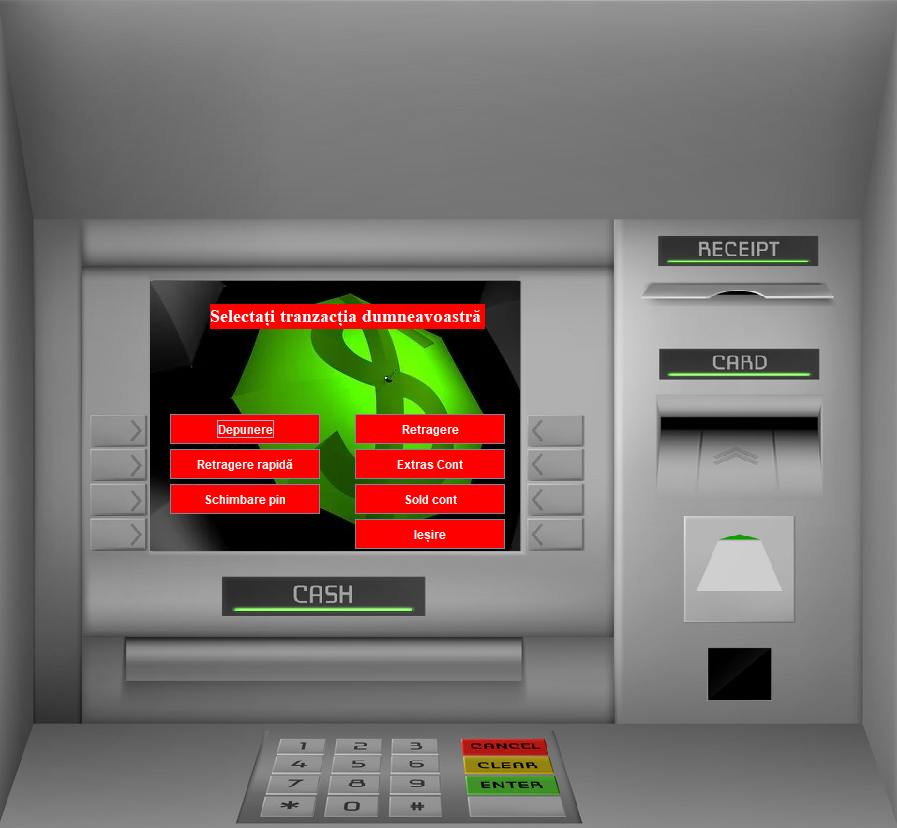 RECEIPT
Selectați tranzacția dumneavoastră
CARD
Depunere
Retragere
Retragere rapidă
Extras Cont
Schimbare pin
Sold cont
Ieșire
CASH
1 2 3 CANCEL
4 5 6 CLEAR
7 8 9 ENTER
* 0 #